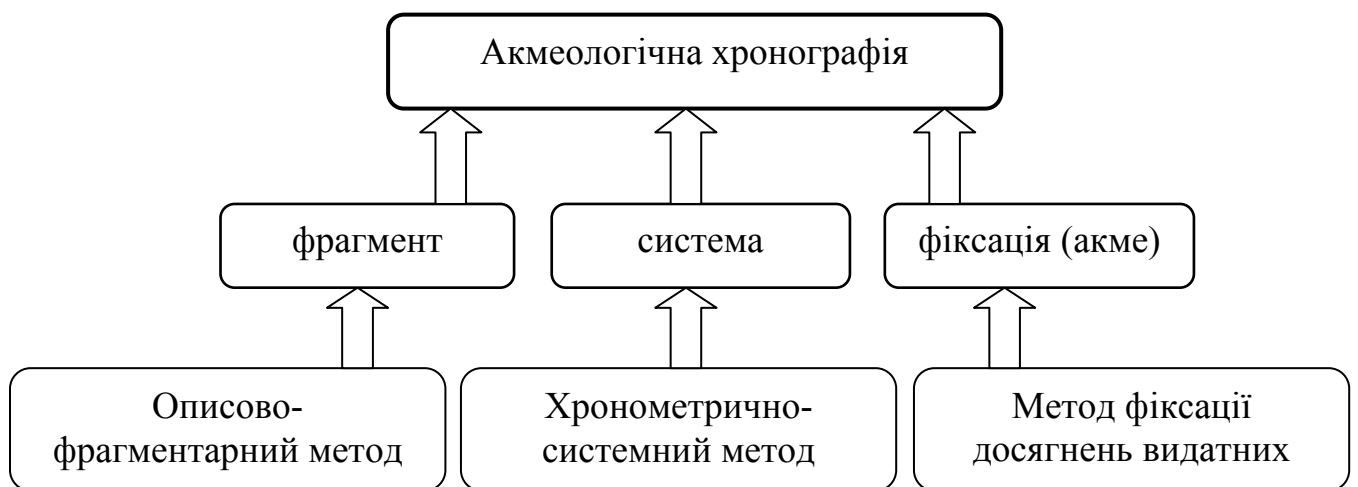 Акмеологічна хронографія
фрагмент
система
фіксація (акме)
Описово-
фрагментарний метод
Хронометрично-
системний метод
Метод фіксації
досягнень видатних